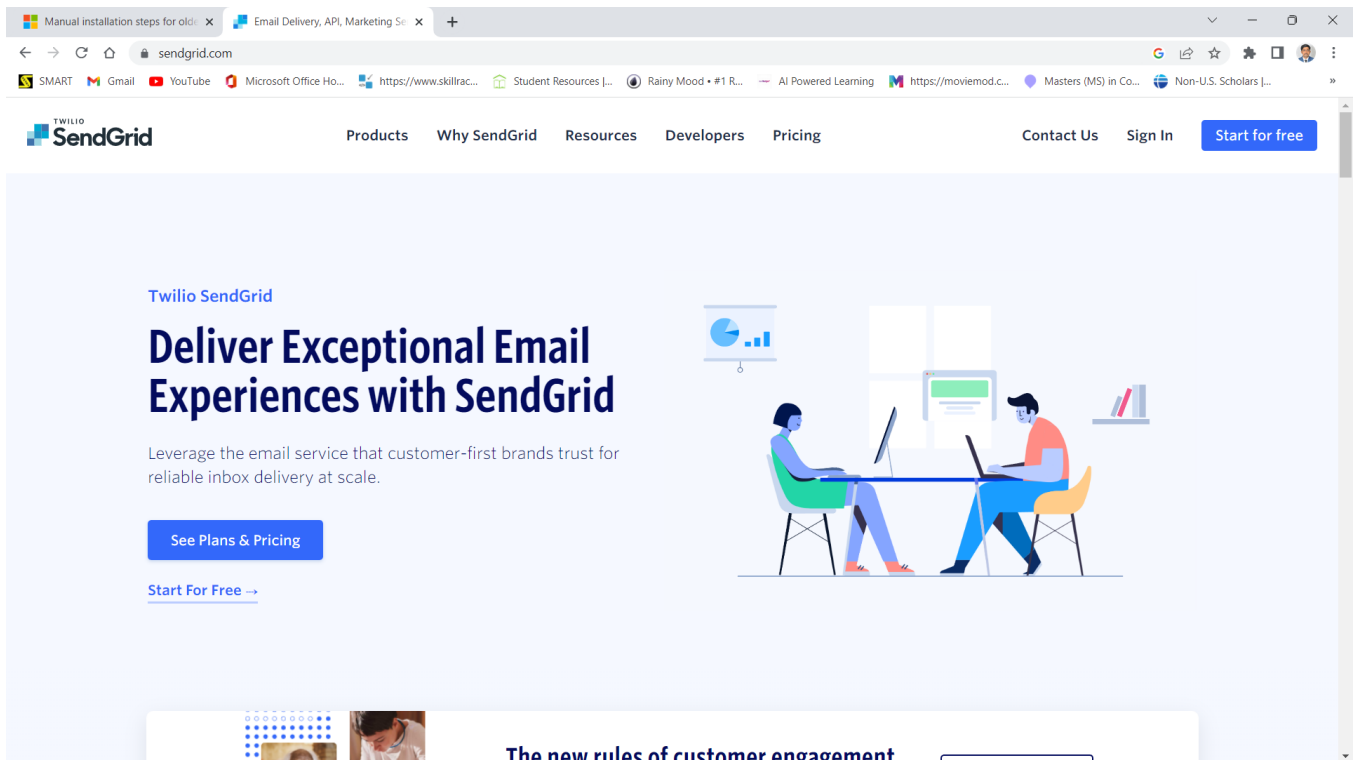 Manual installation steps for olde
Email Delivery, API, Marketing Se
sendgrid.com
SMART
Gmail
YouTube
Microsoft Office Ho...
https://www.skillrac...
Student Resources |...
Rainy Mood • #1 R...
AI Powered Learning
https://moviemod.c...
Masters (MS) in Co...
Non-U.S. Scholars |...
»
TWILIO
SendGrid
Products
Why SendGrid
Resources
Developers
Pricing
Contact Us
Sign In
Start for free
Twilio SendGrid
Deliver Exceptional Email
Experiences with SendGrid
Leverage the email service that customer-first brands trust for
reliable inbox delivery at scale.
See Plans & Pricing
Start For Free →
The new rules of customer engagement